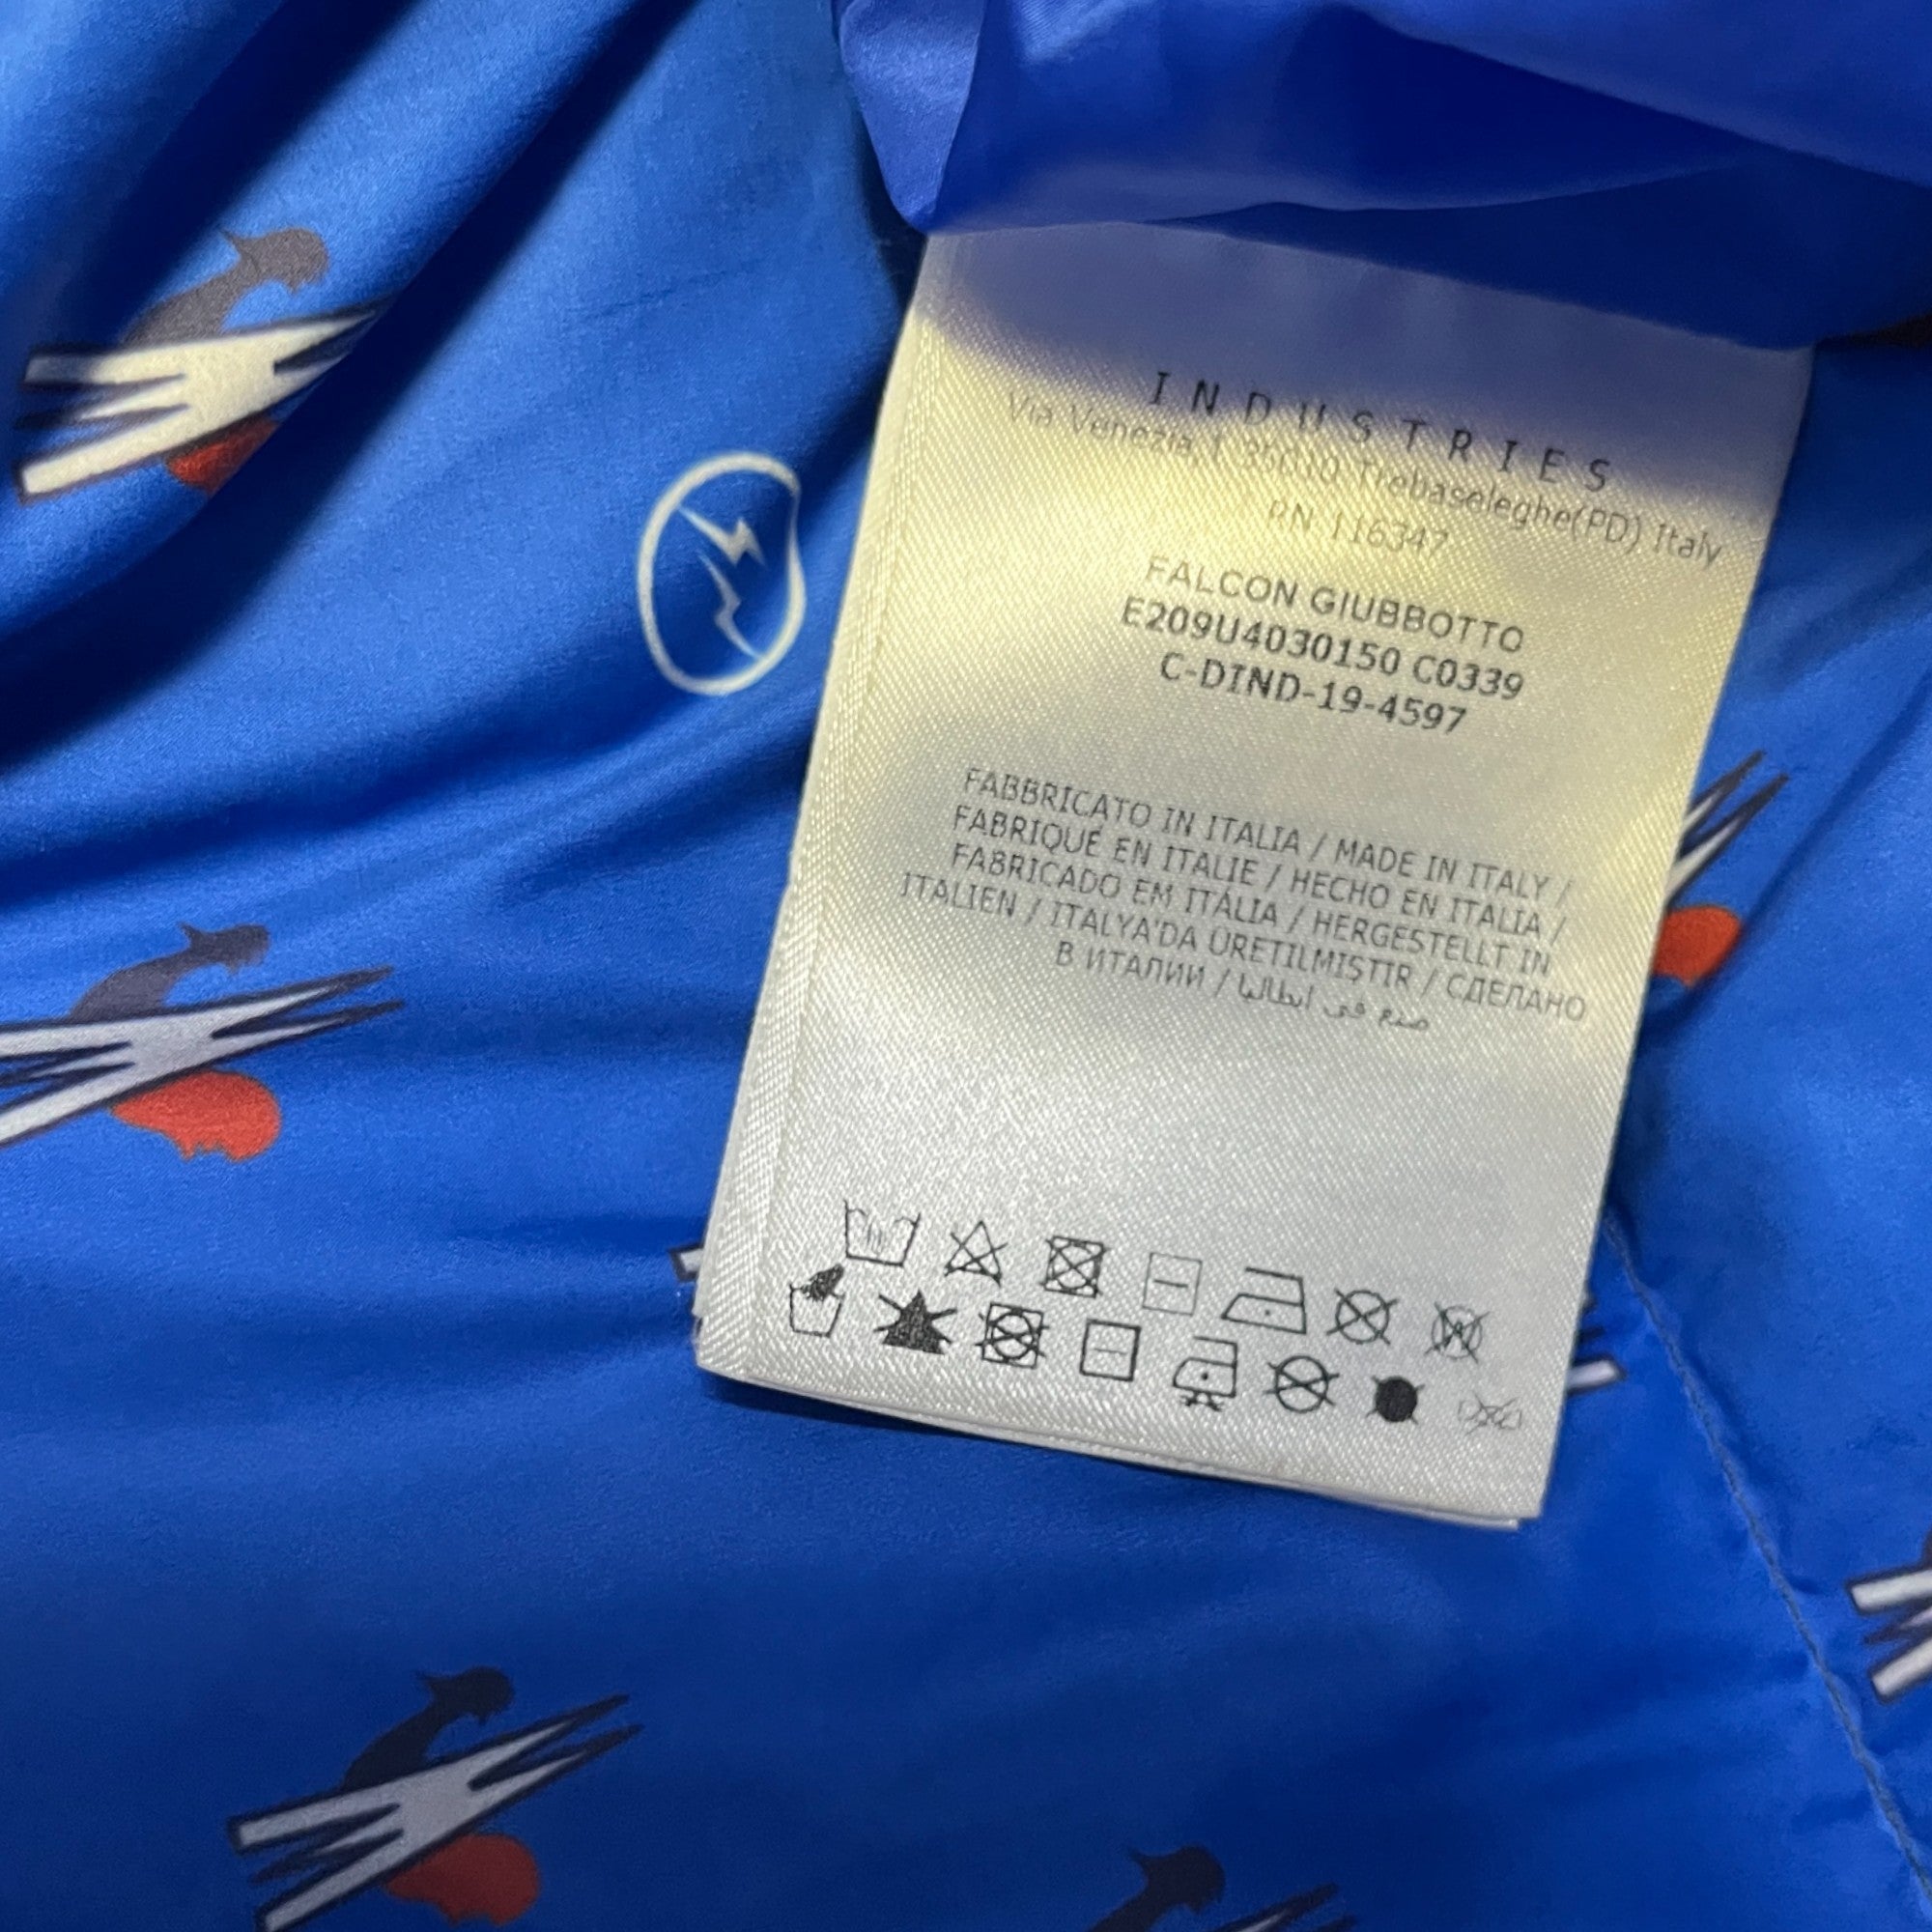 INDUSTRIES
Via Venezia,1 35010 Trebaseleghe(PD) Italy
RN 116347
FALCON GIUBBOTTO
E209U4030150 C0339
C-DIND-19-4597
FABBRICATO IN ITALIA / MADE IN ITALY /
FABRIQUÉ EN ITALIE / HECHO EN ITALIA /
FABRICADO EM ITÁLIA / HERGESTELLT IN
ITALIEN / ITALYA'DA ÜRETILMIŞTIR / СДЕЛАНО
В ИТАЛИИ / صنع في ايطاليا
W